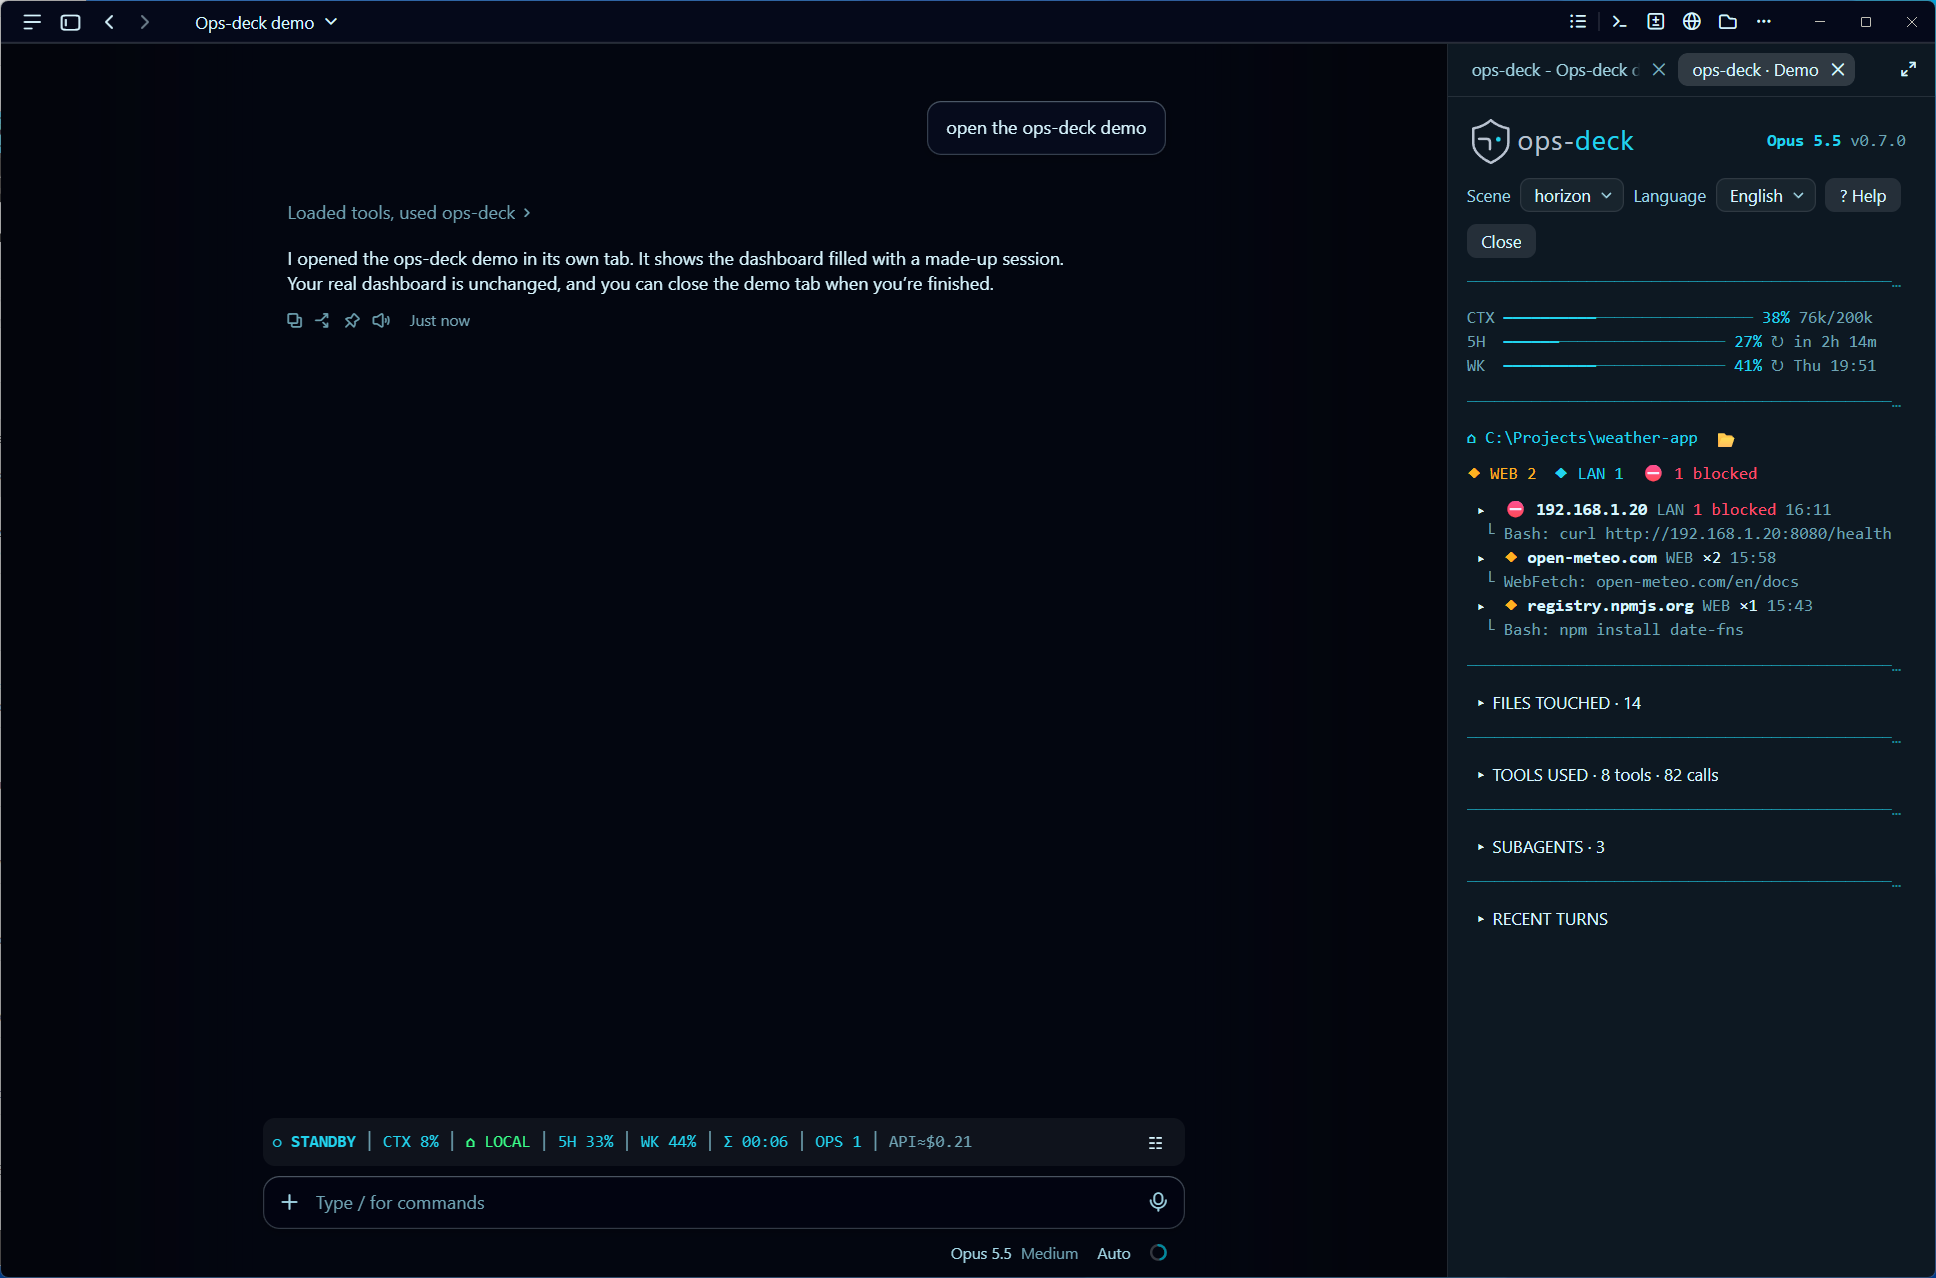 Ops-deck demo
ops-deck - Ops-deck
ops-deck · Demo
open the ops-deck demo
Loaded tools, used ops-deck
I opened the ops-deck demo in its own tab. It shows the dashboard filled with a made-up session.
Your real dashboard is unchanged, and you can close the demo tab when you’re finished.
Just now
ops-deck
Opus 5.5 v0.7.0
Scene horizon Language English ? Help
Close
CTX 38% 76k/200k
5H 27% ↻ in 2h 14m
WK 41% ↻ Thu 19:51
⌂ C:\Projects\weather-app
◆ WEB 2 ◆ LAN 1 ⛔ 1 blocked
▸ ⛔ 192.168.1.20 LAN 1 blocked 16:11
└ Bash: curl http://192.168.1.20:8080/health
▸ ◆ open-meteo.com WEB ×2 15:58
└ WebFetch: open-meteo.com/en/docs
▸ ◆ registry.npmjs.org WEB ×1 15:43
└ Bash: npm install date-fns
▸ FILES TOUCHED · 14
▸ TOOLS USED · 8 tools · 82 calls
▸ SUBAGENTS · 3
▸ RECENT TURNS
○ STANDBY │ CTX 8% │ ⌂ LOCAL │ 5H 33% │ WK 44% │ Σ 00:06 │ OPS 1 │ API≈$0.21
Type / for commands
Opus 5.5 Medium Auto